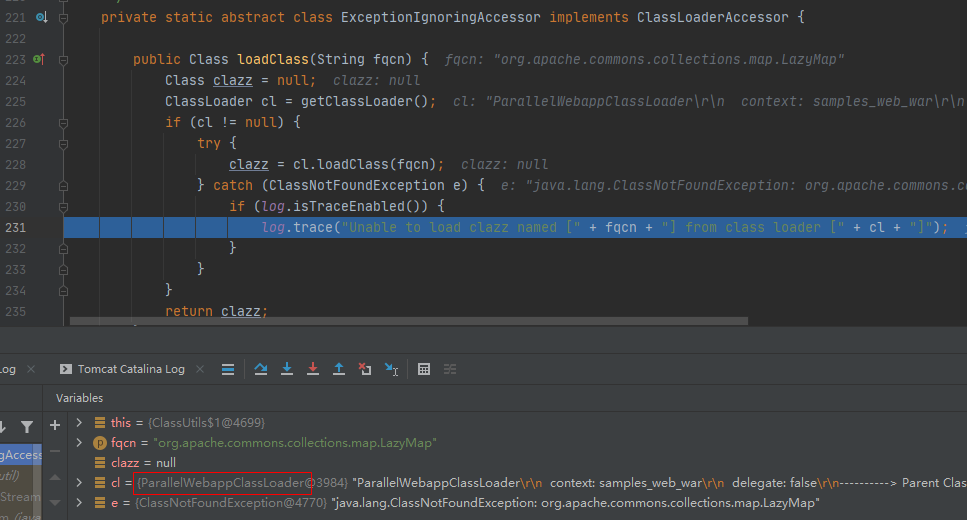 221 private static abstract class ExceptionIgnoringAccessor implements ClassLoaderAccessor {
222
223 public Class loadClass(String fqcn) { fqcn: "org.apache.commons.collections.map.LazyMap"
224 Class clazz = null; clazz: null
225 ClassLoader cl = getClassLoader(); cl: "ParallelWebappClassLoader\r\n context: samples_web_war\r\n
226 if (cl != null) {
227 try {
228 clazz = cl.loadClass(fqcn); clazz: null
229 } catch (ClassNotFoundException e) { e: "java.lang.ClassNotFoundException: org.apache.commons.co
230 if (log.isTraceEnabled()) {
231 log.trace("Unable to load clazz named [" + fqcn + "] from class loader [" + cl + "]");
232 }
233 }
234 }
235 return clazz;
Log Tomcat Catalina Log
Variables
this = {ClassUtils$1@4699}
fqcn = "org.apache.commons.collections.map.LazyMap"
clazz = null
ngAccess cl = {ParallelWebappClassLoader@3984} "ParallelWebappClassLoader\r\n context: samples_web_war\r\n delegate: false\r\n----------> Parent Class
util) e = {ClassNotFoundException@4770} "java.lang.ClassNotFoundException: org.apache.commons.collections.map.LazyMap"
Stream